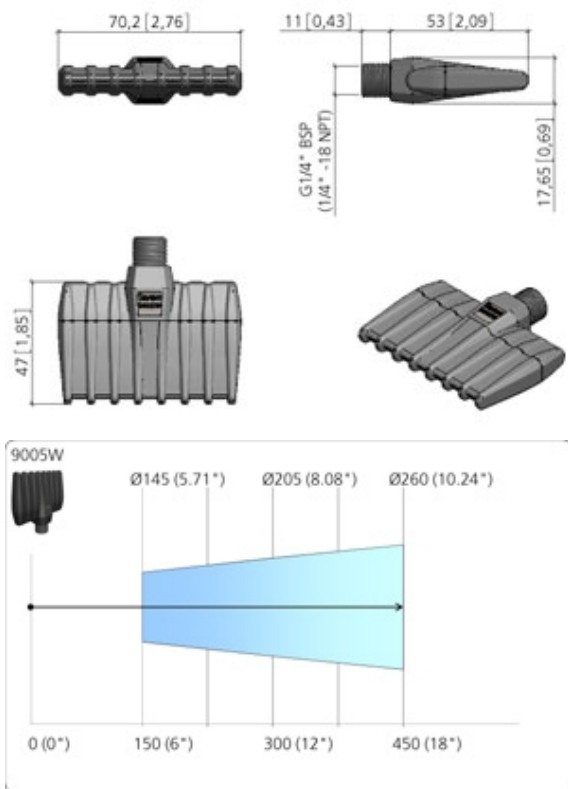 70,2 [2,76]
11 [0,43]
53 [2,09]
G1/4" BSP
(1/4" -18 NPT)
17,65 [0,69]
47 [1,85]
9005W
Ø145 (5.71")
Ø205 (8.08")
Ø260 (10.24")
0 (0")
150 (6")
300 (12")
450 (18")